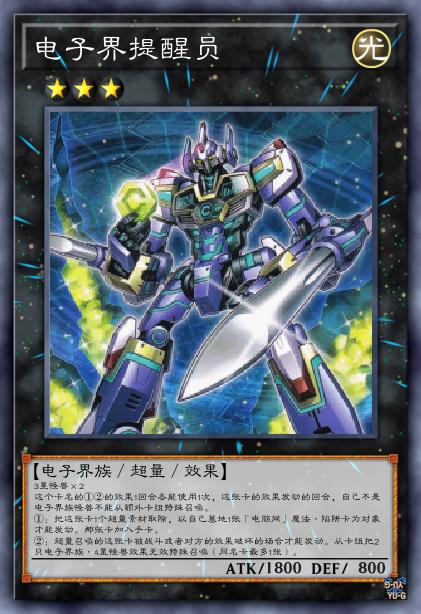 电子界提醒员
光
【电子界族／超量／效果】
3星怪兽×2
这个卡名的①②的效果1回合各能使用1次，这张卡的效果发动的回合，自己不是
电子界族怪兽不能从额外卡组特殊召唤。
①：把这张卡1个超量素材取除，以自己墓地1张「电脑网」魔法·陷阱卡为对象
才能发动。那张卡加入手卡。
②：超量召唤的这张卡被战斗或者对方的效果破坏的场合才能发动。从卡组把2
只电子界族·4星怪兽效果无效特殊召唤（同名卡最多1张）。
ATK/1800 DEF/ 800